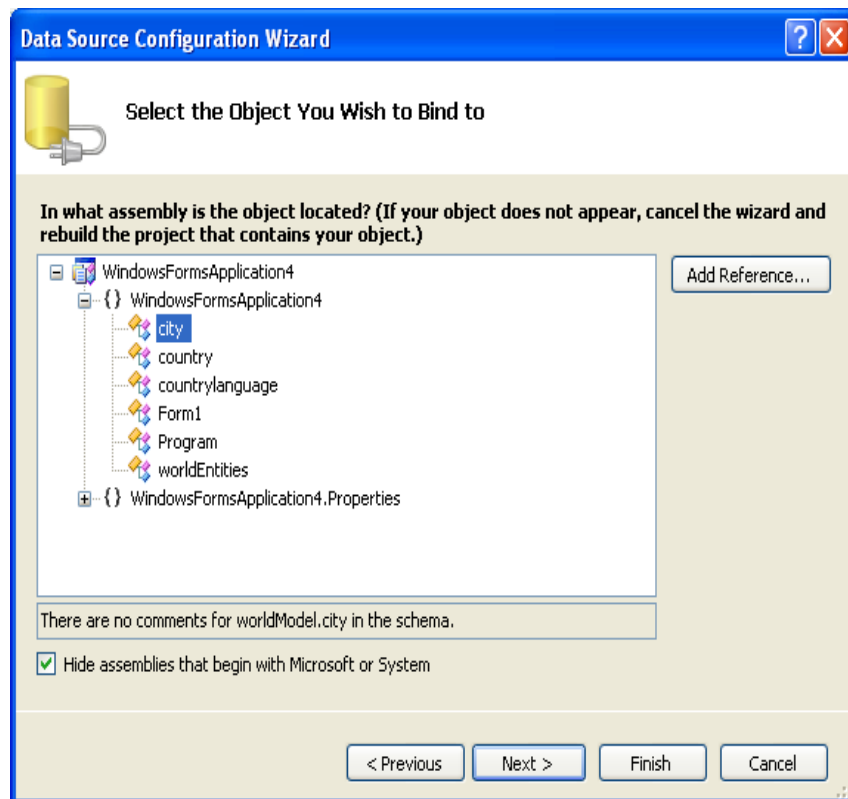 Data Source Configuration Wizard
Select the Object You Wish to Bind to
In what assembly is the object located? (If your object does not appear, cancel the wizard and
rebuild the project that contains your object.)
WindowsFormsApplication4
Add Reference...
{} WindowsFormsApplication4
city
country
countrylanguage
Form1
Program
worldEntities
{} WindowsFormsApplication4.Properties
There are no comments for worldModel.city in the schema.
Hide assemblies that begin with Microsoft or System
< Previous Next > Finish Cancel